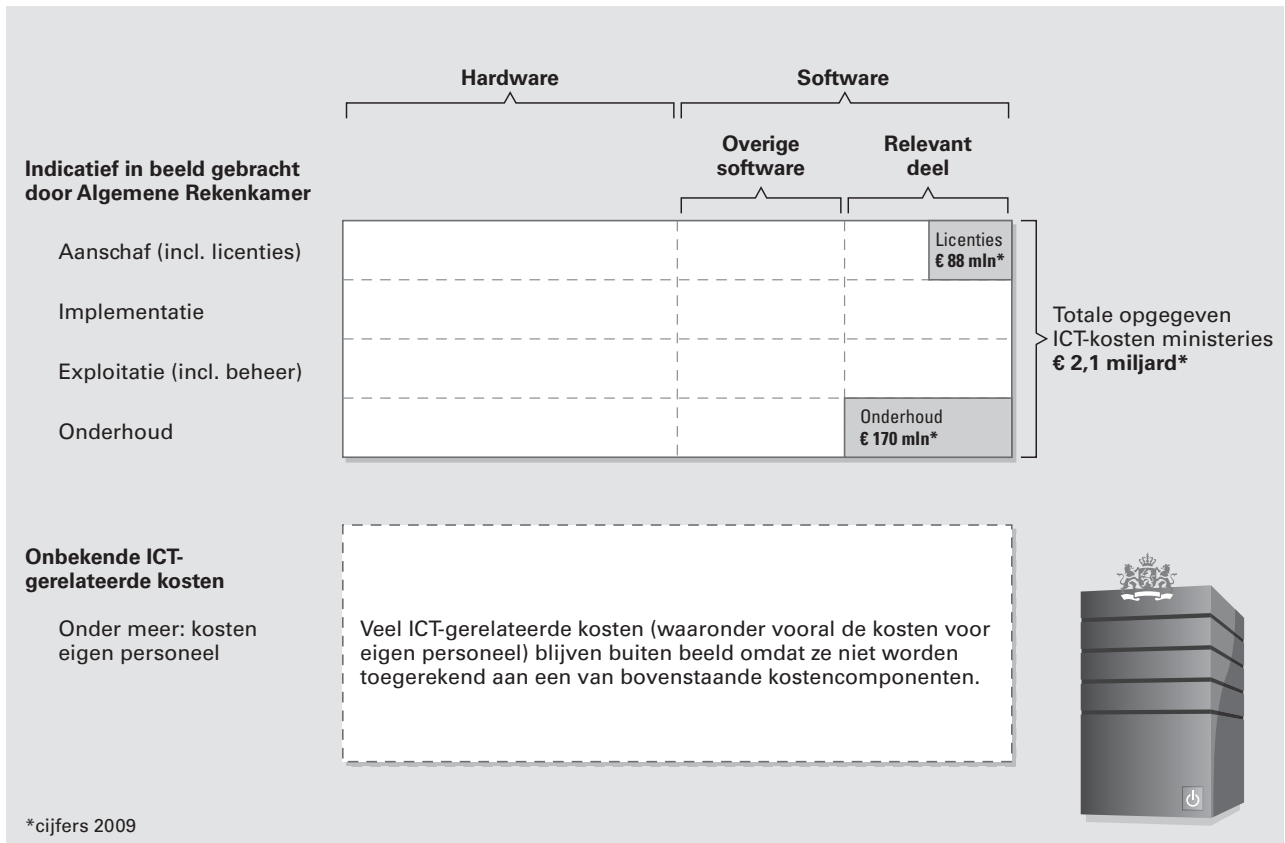 Hardware
Software
Overige
software
Relevant
deel
Indicatief in beeld gebracht
door Algemene Rekenkamer
Aanschaf (incl. licenties)
Licenties
€ 88 mln*
Implementatie
Exploitatie (incl. beheer)
Onderhoud
Onderhoud
€ 170 mln*
Totale opgegeven
ICT-kosten ministeries
€ 2,1 miljard*
Onbekende ICT-
gerelateerde kosten
Onder meer: kosten
eigen personeel
Veel ICT-gerelateerde kosten (waaronder vooral de kosten voor
eigen personeel) blijven buiten beeld omdat ze niet worden
toegerekend aan een van bovenstaande kostencomponenten.
*cijfers 2009